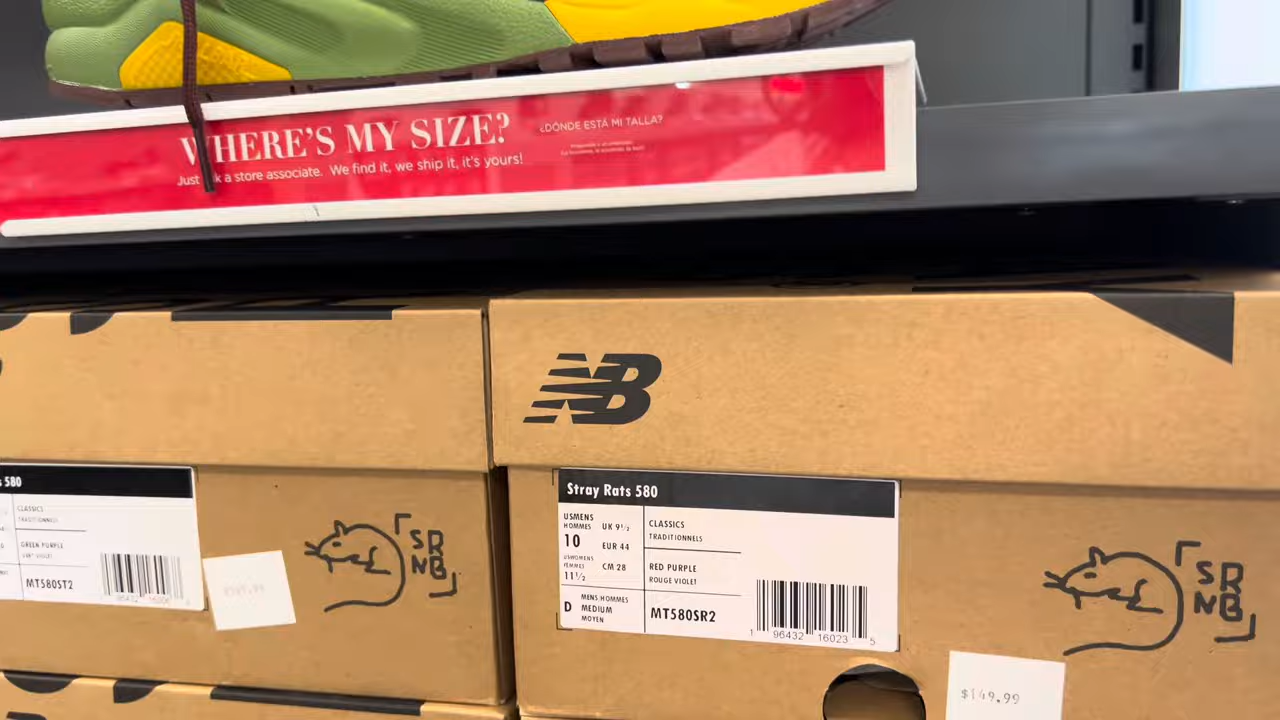 WHERE'S MY SIZE?
¿DÓNDE ESTÁ MI TALLA?
Just k a store associate. We find it, we ship it, it's yours!
NB
s 580
CLASSICS
TRADITIONNELS
GREEN PURPLE
MT580ST2
SR
NB
Stray Rats 580
USMENS
HOMMES
10
UK 9½
EUR 44
CM 28
USWOMENS
FEMMES
11½
D
MENS HOMMES
MEDIUM
MOYEN
CLASSICS
TRADITIONNELS
RED PURPLE
ROUGE VIOLET
MT580SR2
1 96432 16023 5
SR
NB
$149.99